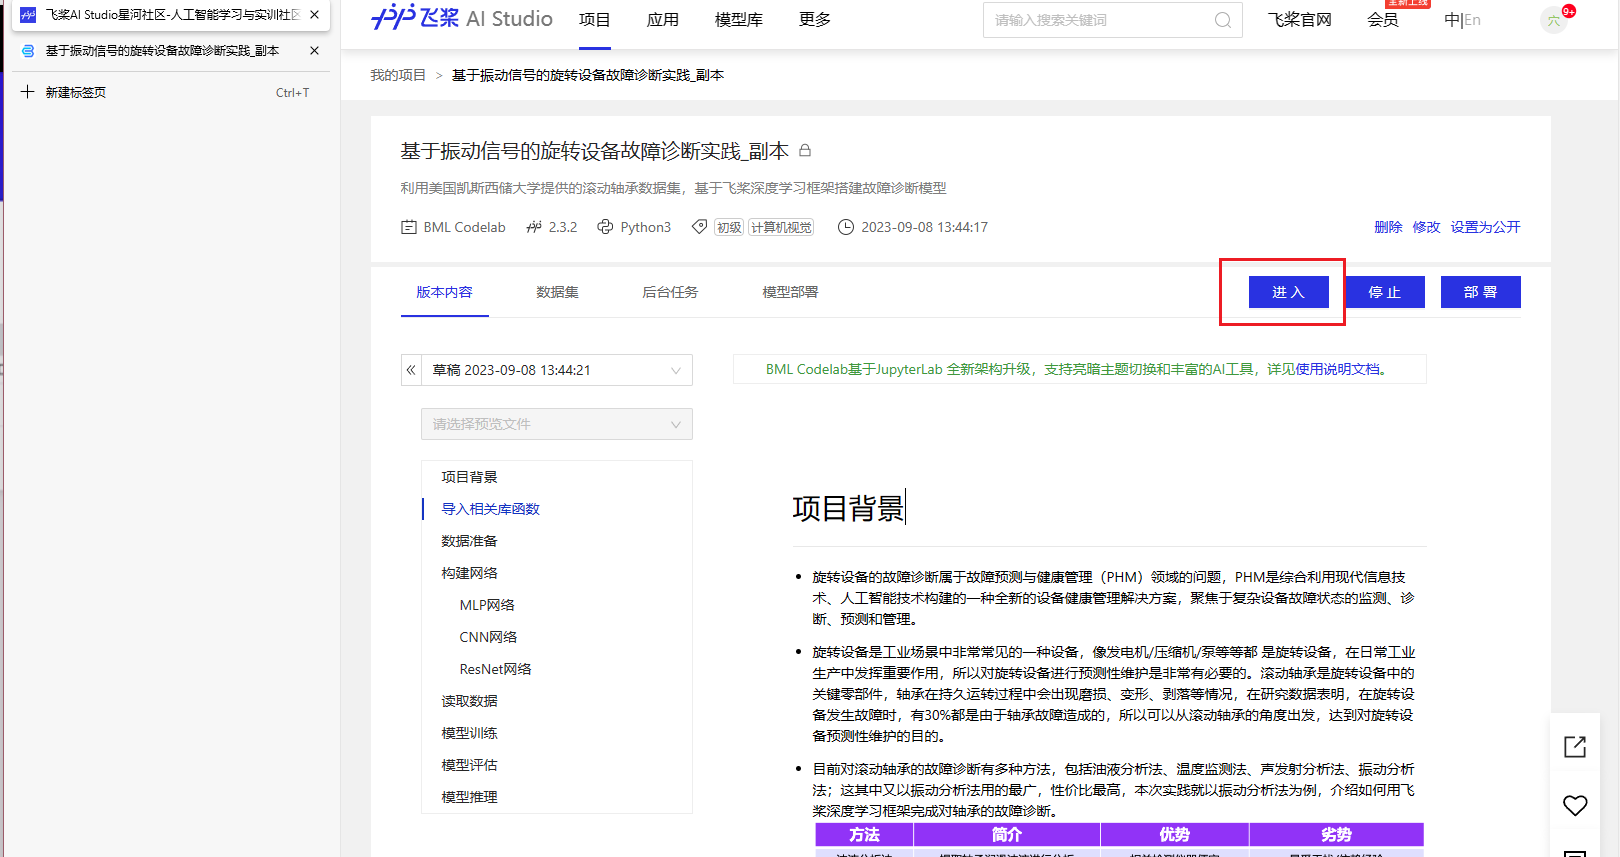 飞桨AI Studio星河社区-人工智能学习与实训社区
基于振动信号的旋转设备故障诊断实践_副本
新建标签页 Ctrl+T
飞桨 AI Studio 项目 应用 模型库 更多 请输入搜索关键词 飞桨官网 会员 全新上线 中|En 穴 9+
我的项目 > 基于振动信号的旋转设备故障诊断实践_副本
基于振动信号的旋转设备故障诊断实践_副本
利用美国凯斯西储大学提供的滚动轴承数据集，基于飞桨深度学习框架搭建故障诊断模型
BML Codelab 2.3.2 Python3 初级 计算机视觉 2023-09-08 13:44:17 删除 修改 设置为公开
版本内容 数据集 后台任务 模型部署 进入 停止 部署
草稿 2023-09-08 13:44:21
BML Codelab基于JupyterLab 全新架构升级，支持亮暗主题切换和丰富的AI工具，详见使用说明文档。
请选择预览文件
项目背景
导入相关库函数
数据准备
构建网络
MLP网络
CNN网络
ResNet网络
读取数据
模型训练
模型评估
模型推理
项目背景
旋转设备的故障诊断属于故障预测与健康管理（PHM）领域的问题，PHM是综合利用现代信息技
术、人工智能技术构建的一种全新的设备健康管理解决方案，聚焦于复杂设备故障状态的监测、诊
断、预测和管理。
旋转设备是工业场景中非常常见的一种设备，像发电机/压缩机/泵等等都 是旋转设备，在日常工业
生产中发挥重要作用，所以对旋转设备进行预测性维护是非常有必要的。滚动轴承是旋转设备中的
关键零部件，轴承在持久运转过程中会出现磨损、变形、剥落等情况，在研究数据表明，在旋转设
备发生故障时，有30%都是由于轴承故障造成的，所以可以从滚动轴承的角度出发，达到对旋转设
备预测性维护的目的。
目前对滚动轴承的故障诊断有多种方法，包括油液分析法、温度监测法、声发射分析法、振动分析
法；这其中又以振动分析法用的最广，性价比最高，本次实践就以振动分析法为例，介绍如何用飞
桨深度学习框架完成对轴承的故障诊断。
方法 简介 优势 劣势